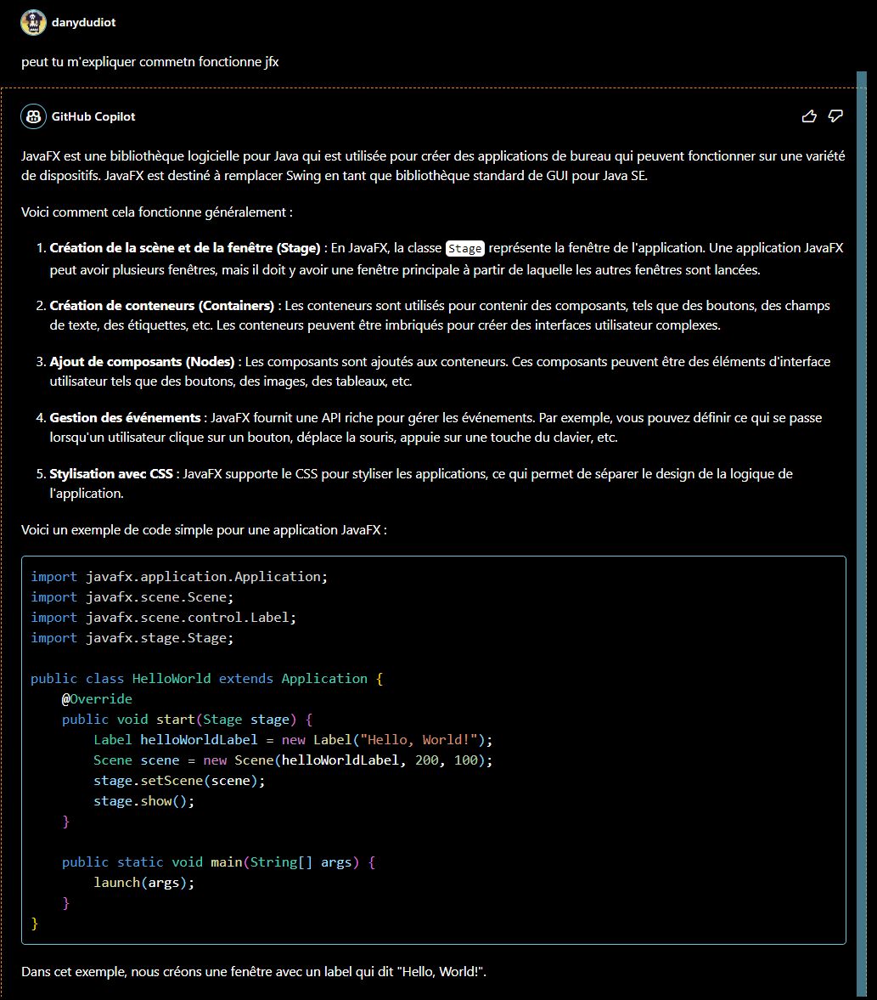 danydudiot
peut tu m'expliquer commetn fonctionne jfx
GitHub Copilot
JavaFX est une bibliothèque logicielle pour Java qui est utilisée pour créer des applications de bureau qui peuvent fonctionner sur une variété
de dispositifs. JavaFX est destiné à remplacer Swing en tant que bibliothèque standard de GUI pour Java SE.
Voici comment cela fonctionne généralement :
1. Création de la scène et de la fenêtre (Stage) : En JavaFX, la classe Stage représente la fenêtre de l'application. Une application JavaFX
peut avoir plusieurs fenêtres, mais il doit y avoir une fenêtre principale à partir de laquelle les autres fenêtres sont lancées.
2. Création de conteneurs (Containers) : Les conteneurs sont utilisés pour contenir des composants, tels que des boutons, des champs
de texte, des étiquettes, etc. Les conteneurs peuvent être imbriqués pour créer des interfaces utilisateur complexes.
3. Ajout de composants (Nodes) : Les composants sont ajoutés aux conteneurs. Ces composants peuvent être des éléments d'interface
utilisateur tels que des boutons, des images, des tableaux, etc.
4. Gestion des événements : JavaFX fournit une API riche pour gérer les événements. Par exemple, vous pouvez définir ce qui se passe
lorsqu'un utilisateur clique sur un bouton, déplace la souris, appuie sur une touche du clavier, etc.
5. Stylisation avec CSS : JavaFX supporte le CSS pour styliser les applications, ce qui permet de séparer le design de la logique de
l'application.
Voici un exemple de code simple pour une application JavaFX :
import javafx.application.Application;
import javafx.scene.Scene;
import javafx.scene.control.Label;
import javafx.stage.Stage;
public class HelloWorld extends Application {
    @Override
    public void start(Stage stage) {
        Label helloWorldLabel = new Label("Hello, World!");
        Scene scene = new Scene(helloWorldLabel, 200, 100);
        stage.setScene(scene);
        stage.show();
    }
    public static void main(String[] args) {
        launch(args);
    }
}
Dans cet exemple, nous créons une fenêtre avec un label qui dit "Hello, World!".